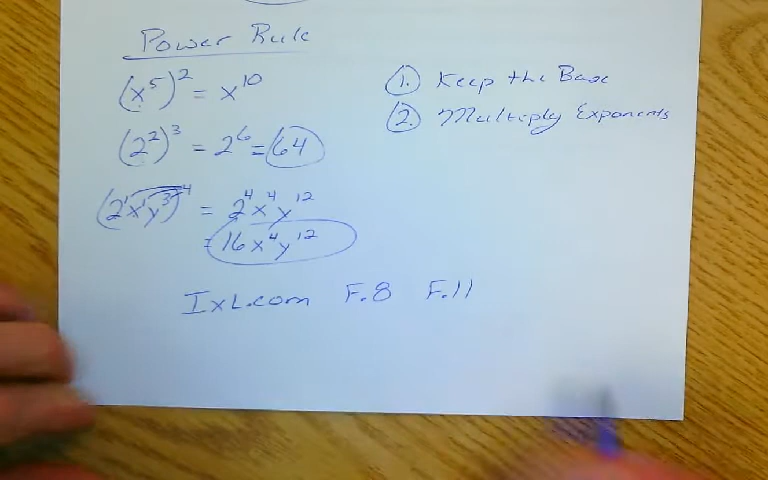 Power Rule
(x⁵)² = x¹⁰
(2²)³ = 2⁶ = 64
(2¹x¹y³)⁴ = 2⁴x⁴y¹²
= 16x⁴y¹²
IxL.com F.8 F.11
1. Keep the Base
2. Multiply Exponents